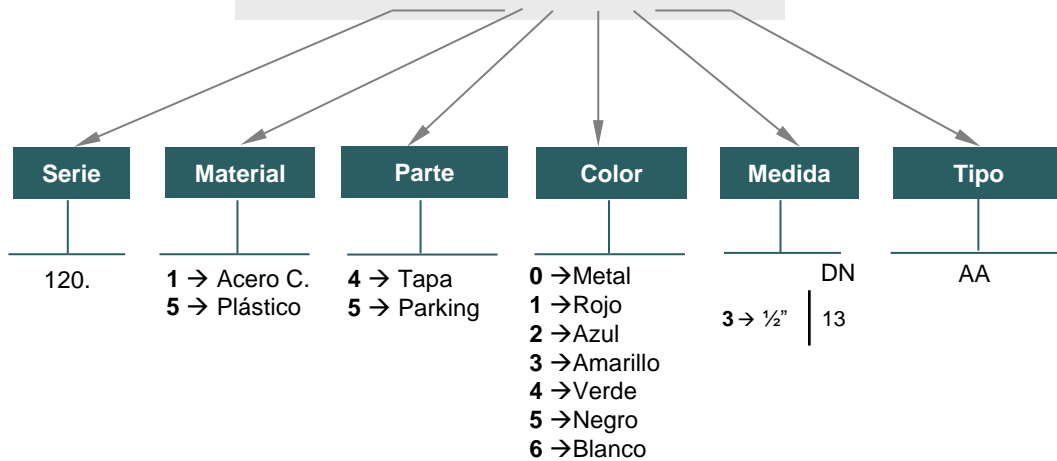 Serie
Material
Parte
Color
Medida
Tipo
120.
1 → Acero C.
5 → Plástico
4 → Tapa
5 → Parking
0 →Metal
1 →Rojo
2 →Azul
3 →Amarillo
4 →Verde
5 →Negro
6 →Blanco
DN
3 → ½” 13
AA